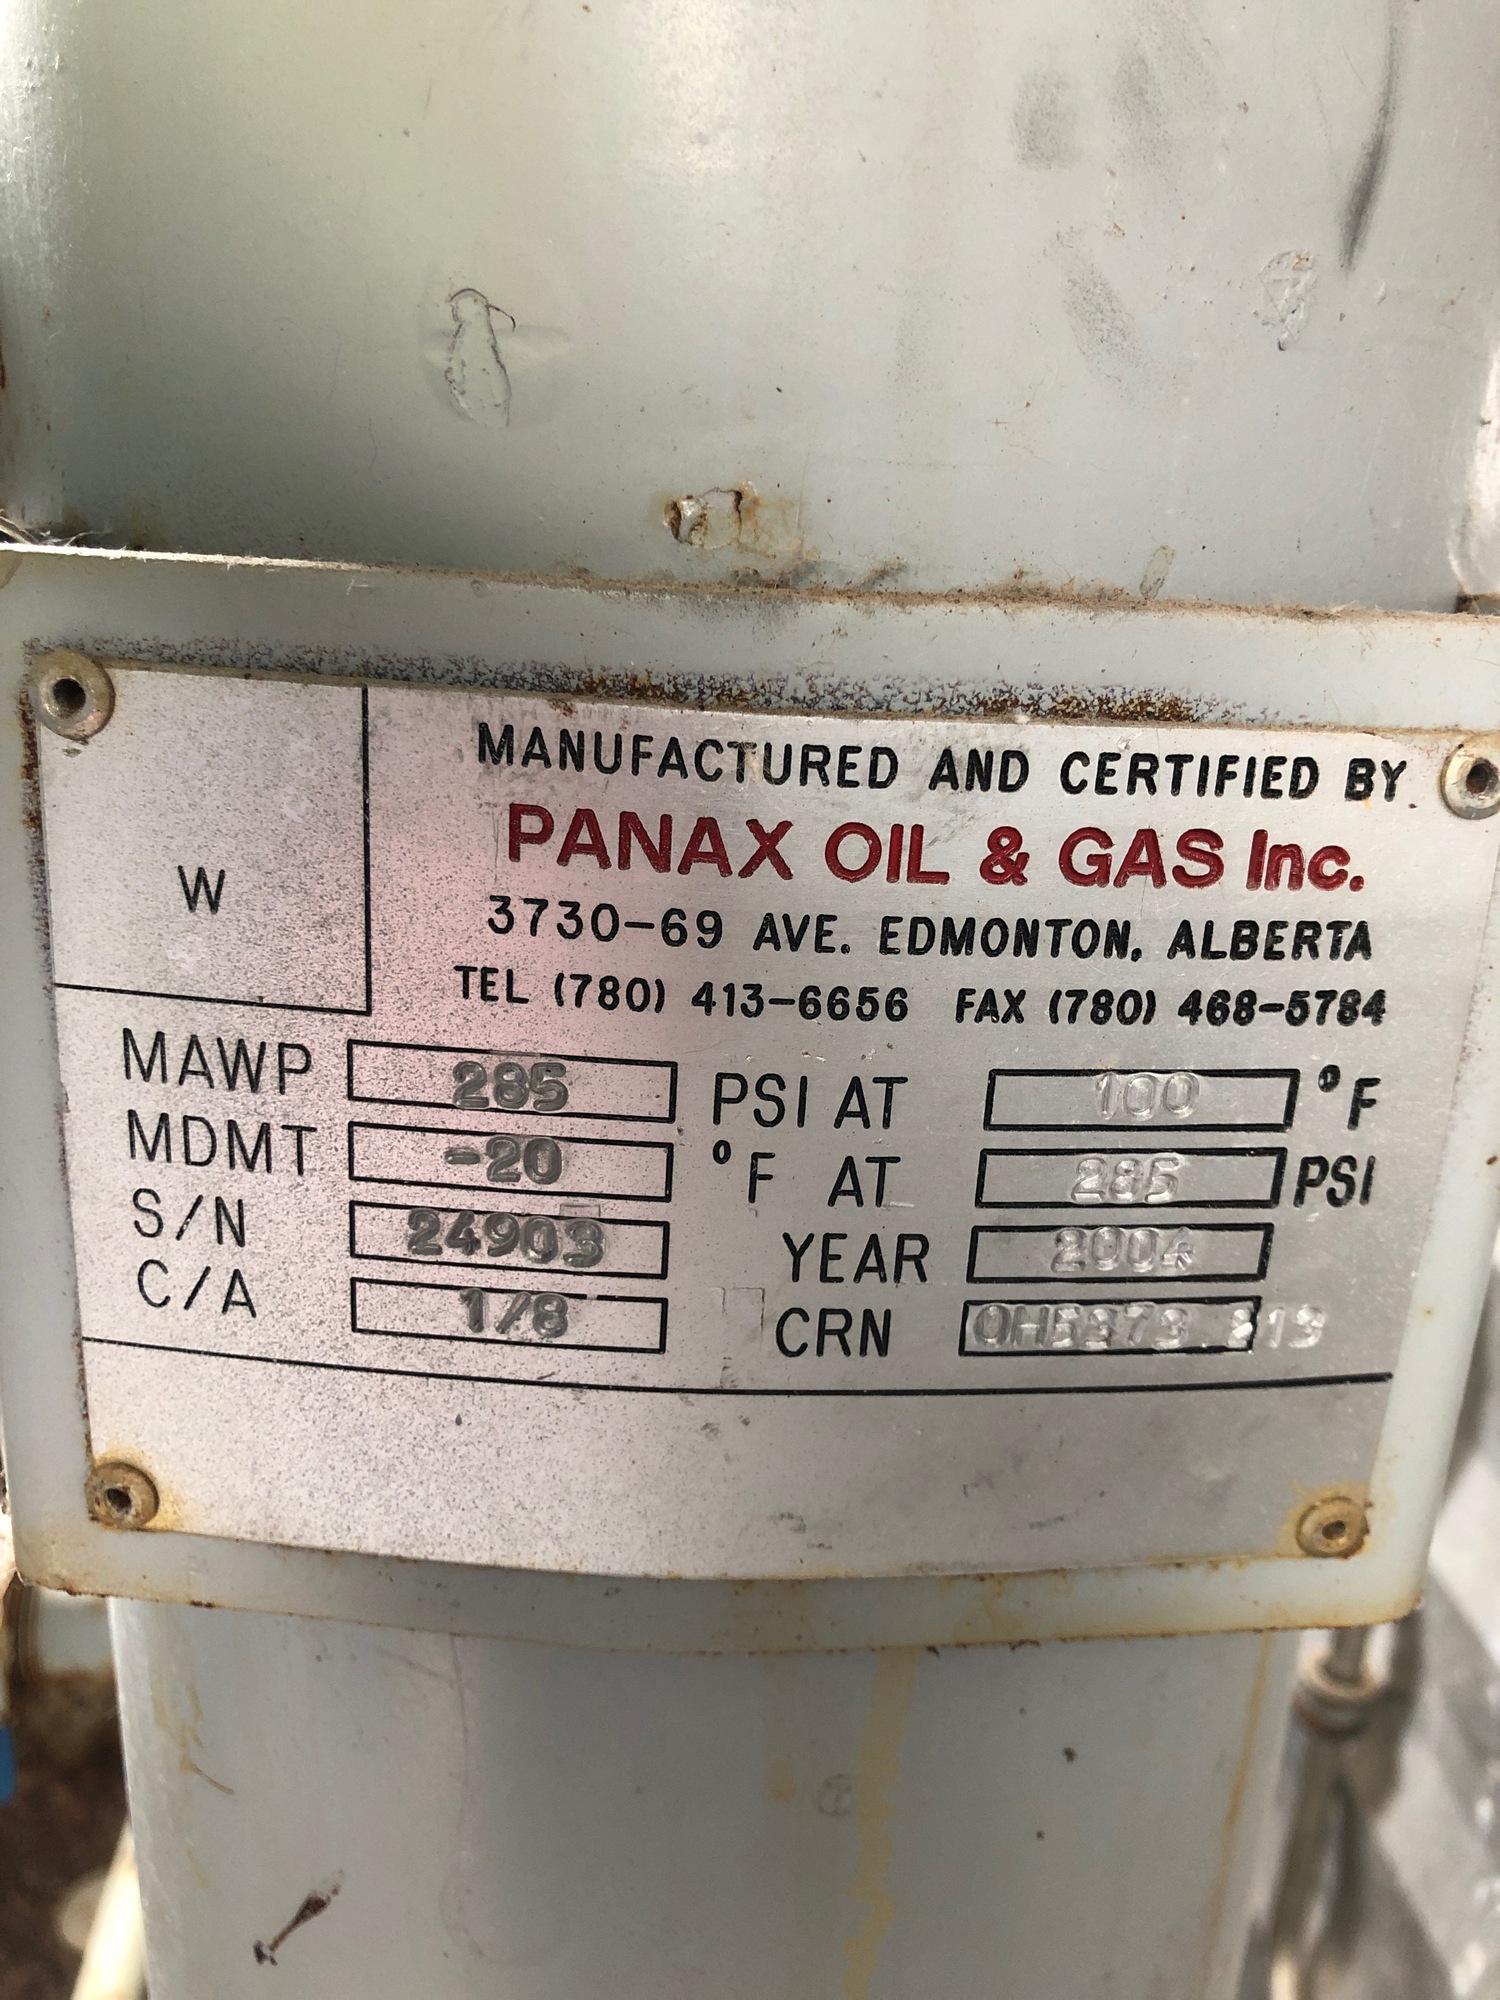 MANUFACTURED AND CERTIFIED BY
PANAX OIL & GAS Inc.
3730-69 AVE. EDMONTON, ALBERTA
TEL (780) 413-6656 FAX (780) 468-5784
W
MAWP 285 PSI AT 100 °F
MDMT -20 °F AT 285 PSI
S/N 24903 YEAR 2004
C/A 1/8 CRN